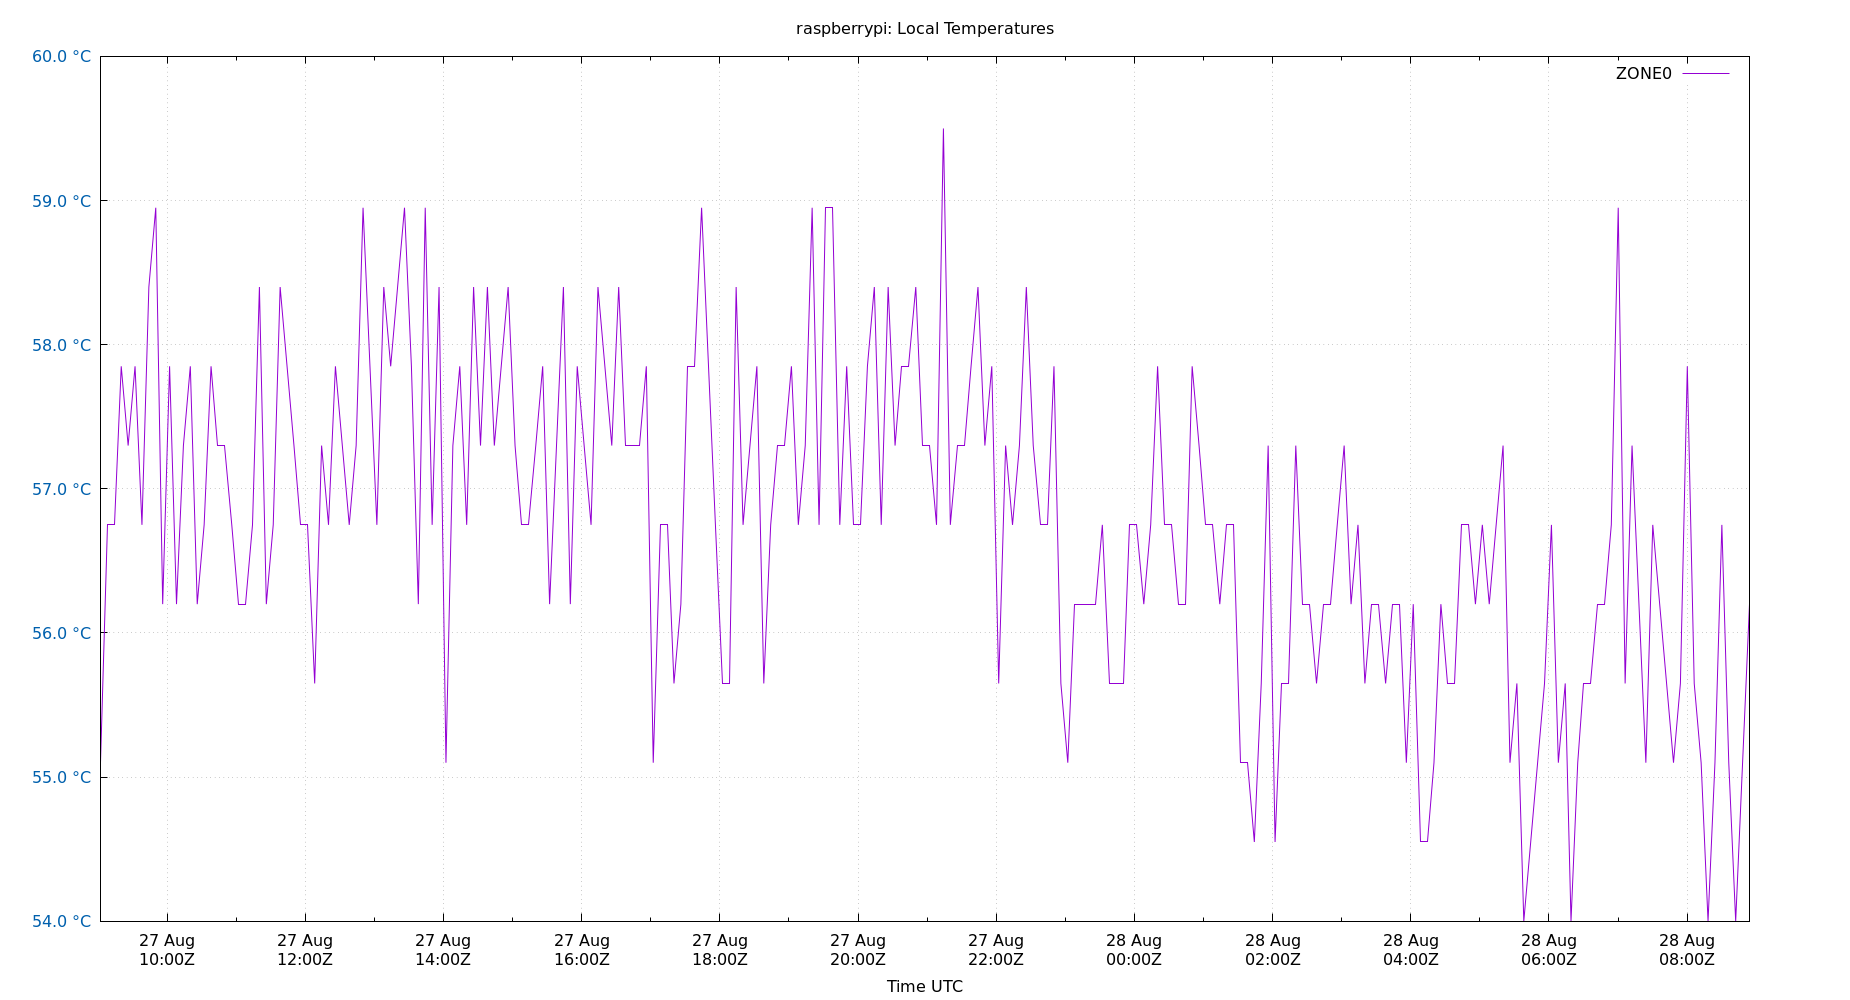 raspberrypi: Local Temperatures
60.0 °C
ZONE0
59.0 °C
58.0 °C
57.0 °C
56.0 °C
55.0 °C
54.0 °C
27 Aug 27 Aug 27 Aug 27 Aug 27 Aug 27 Aug 27 Aug 28 Aug 28 Aug 28 Aug 28 Aug 28 Aug
10:00Z 12:00Z 14:00Z 16:00Z 18:00Z 20:00Z 22:00Z 00:00Z 02:00Z 04:00Z 06:00Z 08:00Z
Time UTC